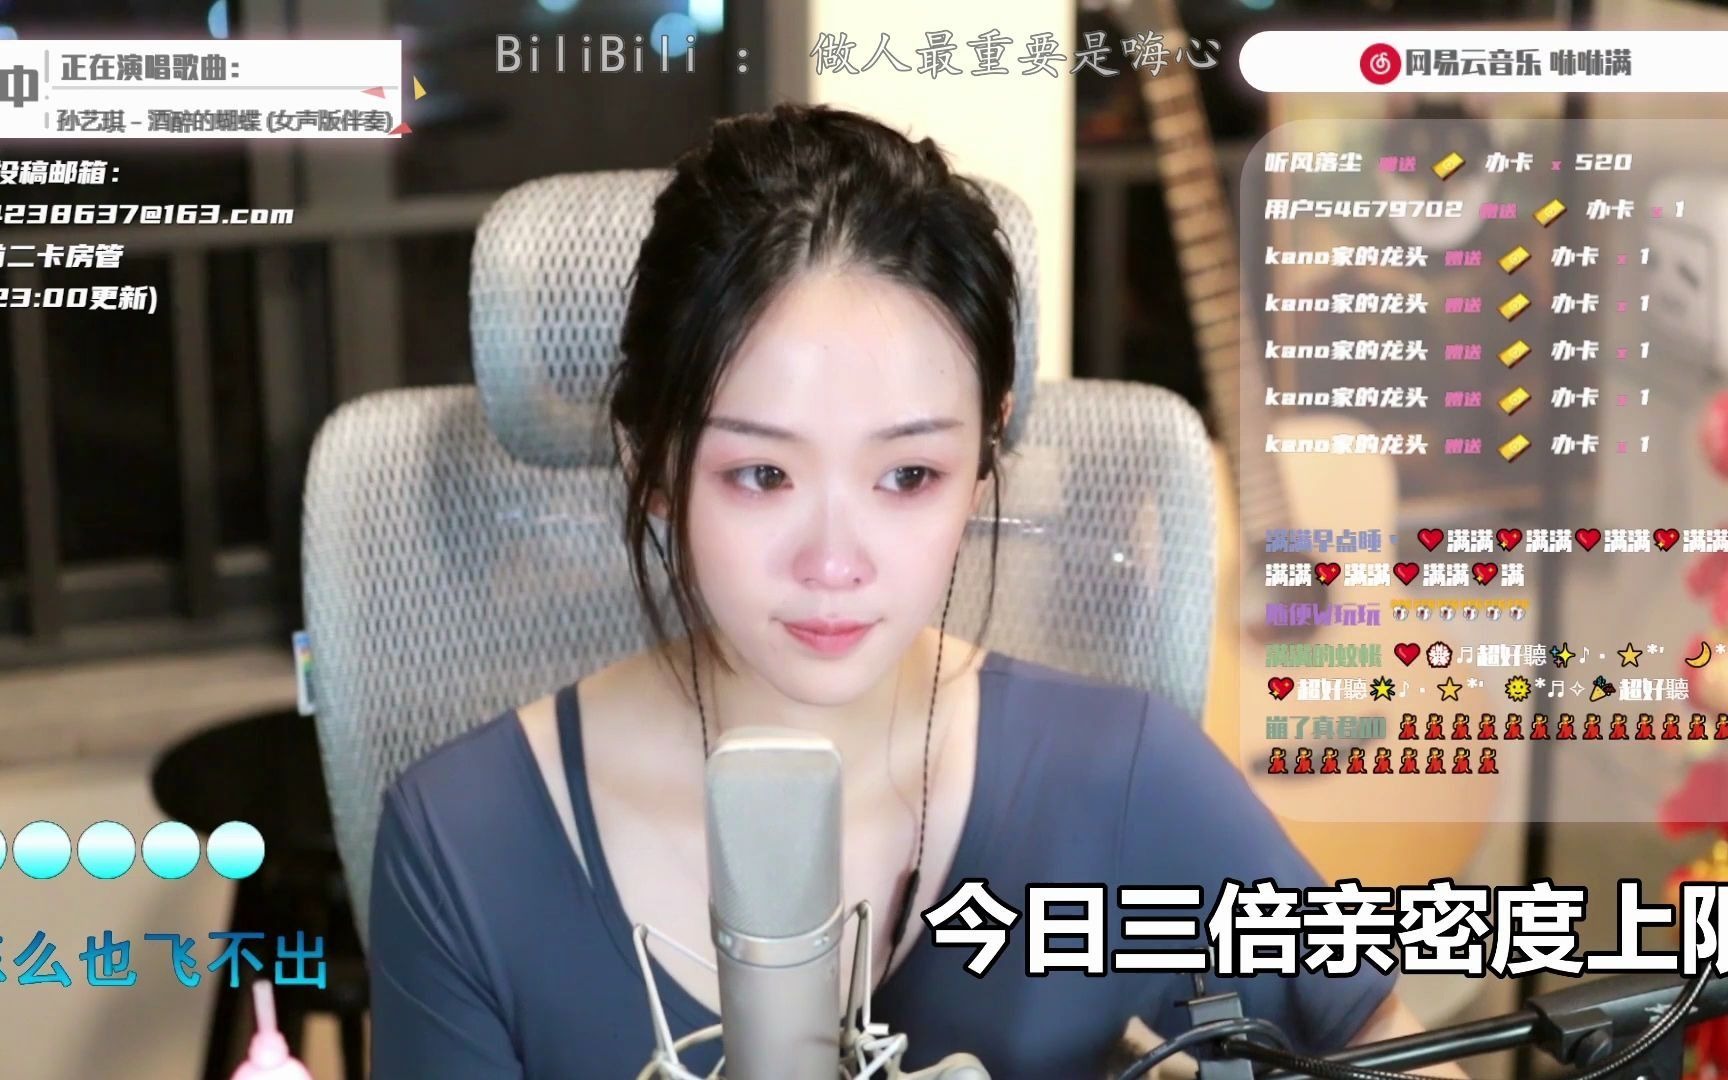 BiliBili ： 做人最重要是嗨心
中
正在演唱歌曲：
孙艺琪 - 酒醉的蝴蝶 (女声版伴奏)
投稿邮箱：
4238637@163.com
前二卡房管
23:00更新)
网易云音乐 咻咻满
听风落尘 赠送 办卡 x 520
用户54679702 赠送 办卡 x 1
kano家的龙头 赠送 办卡 x 1
kano家的龙头 赠送 办卡 x 1
kano家的龙头 赠送 办卡 x 1
kano家的龙头 赠送 办卡 x 1
kano家的龙头 赠送 办卡 x 1
满满早点睡 ❤满满💖满满❤满满💖满满
满满💖满满❤满满💖满
随便W玩玩
满满的蚊帐 ❤ ♬超好聽✨♪·⭐*' 🌙*
💖超好聽🌟♪·⭐*' 🌞*♬✧🎉超好聽
崩了真君 💃💃💃💃💃💃💃💃💃💃💃💃💃
💃💃💃💃💃💃💃💃💃
怎么也飞不出
今日三倍亲密度上限